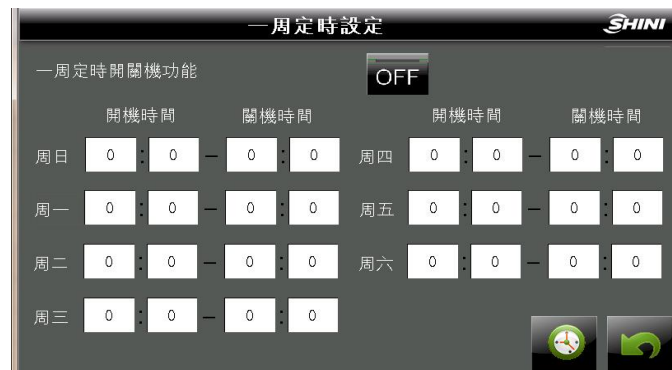 一周定時設定 SHINI
一周定時開關機功能 OFF
開機時間 關機時間 開機時間 關機時間
周日 0 : 0 – 0 : 0 周四 0 : 0 – 0 : 0
周一 0 : 0 – 0 : 0 周五 0 : 0 – 0 : 0
周二 0 : 0 – 0 : 0 周六 0 : 0 – 0 : 0
周三 0 : 0 – 0 : 0